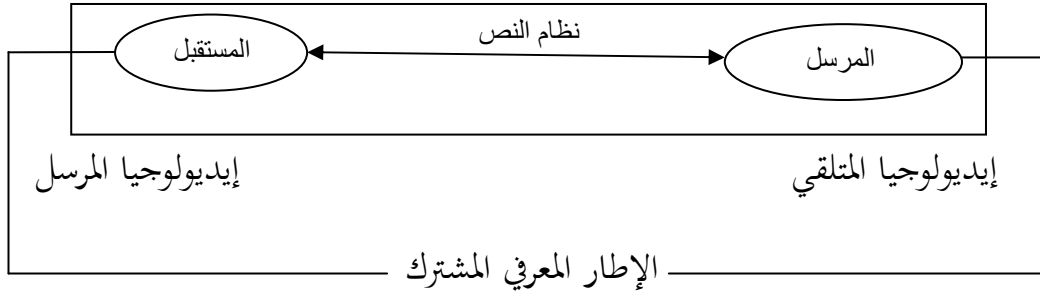 نظام النص
المرسل
المستقبل
إيديولوجيا المتلقي
إيديولوجيا المرسل
الإطار المعرفي المشترك